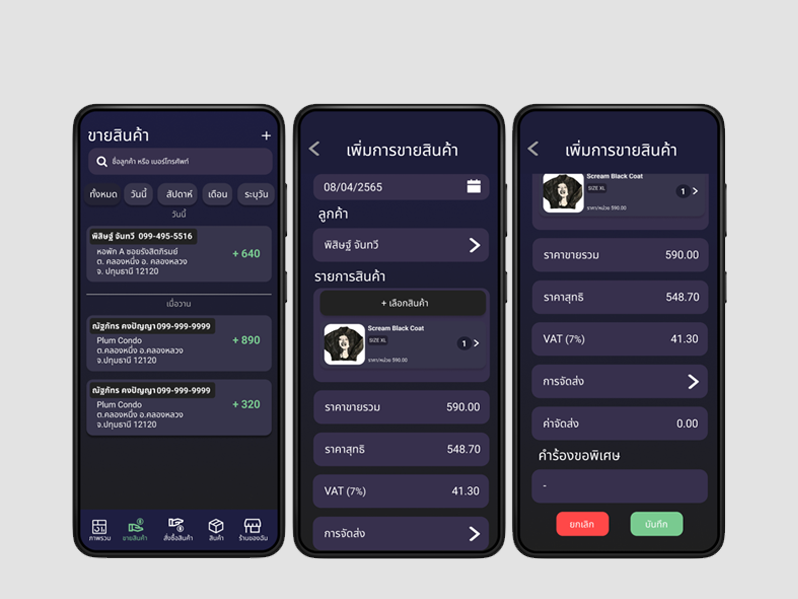 ขายสินค้า
+
ชื่อลูกค้า หรือ เบอร์โทรศัพท์
ทั้งหมด วันนี้ สัปดาห์ เดือน ระบุวัน
วันนี้
พิสิษฐ์ จันทวี 099-495-5516
หอพัก A ซอยรังสิตภิรมย์
ต. คลองหนึ่ง อ. คลองหลวง
จ. ปทุมธานี 12120
+ 640
เมื่อวาน
ณัฐภัทร คงปัญญา 099-999-9999
Plum Condo
ต.คลองหนึ่ง อ.คลองหลวง
จ.ปทุมธานี 12120
+ 890
ณัฐภัทร คงปัญญา 099-999-9999
Plum Condo
ต.คลองหนึ่ง อ.คลองหลวง
จ.ปทุมธานี 12120
+ 320
ภาพรวม ขายสินค้า สั่งซื้อสินค้า สินค้า ร้านของฉัน
เพิ่มการขายสินค้า
08/04/2565
ลูกค้า
พิสิษฐ์ จันทวี
รายการสินค้า
+ เลือกสินค้า
Scream Black Coat
SIZE XL
1
ราคา/หน่วย 590.00
ราคาขายรวม 590.00
ราคาสุทธิ 548.70
VAT (7%) 41.30
การจัดส่ง
เพิ่มการขายสินค้า
Scream Black Coat
SIZE XL
1
ราคา/หน่วย 590.00
ราคาขายรวม 590.00
ราคาสุทธิ 548.70
VAT (7%) 41.30
การจัดส่ง
ค่าจัดส่ง 0.00
คำร้องขอพิเศษ
-
ยกเลิก บันทึก